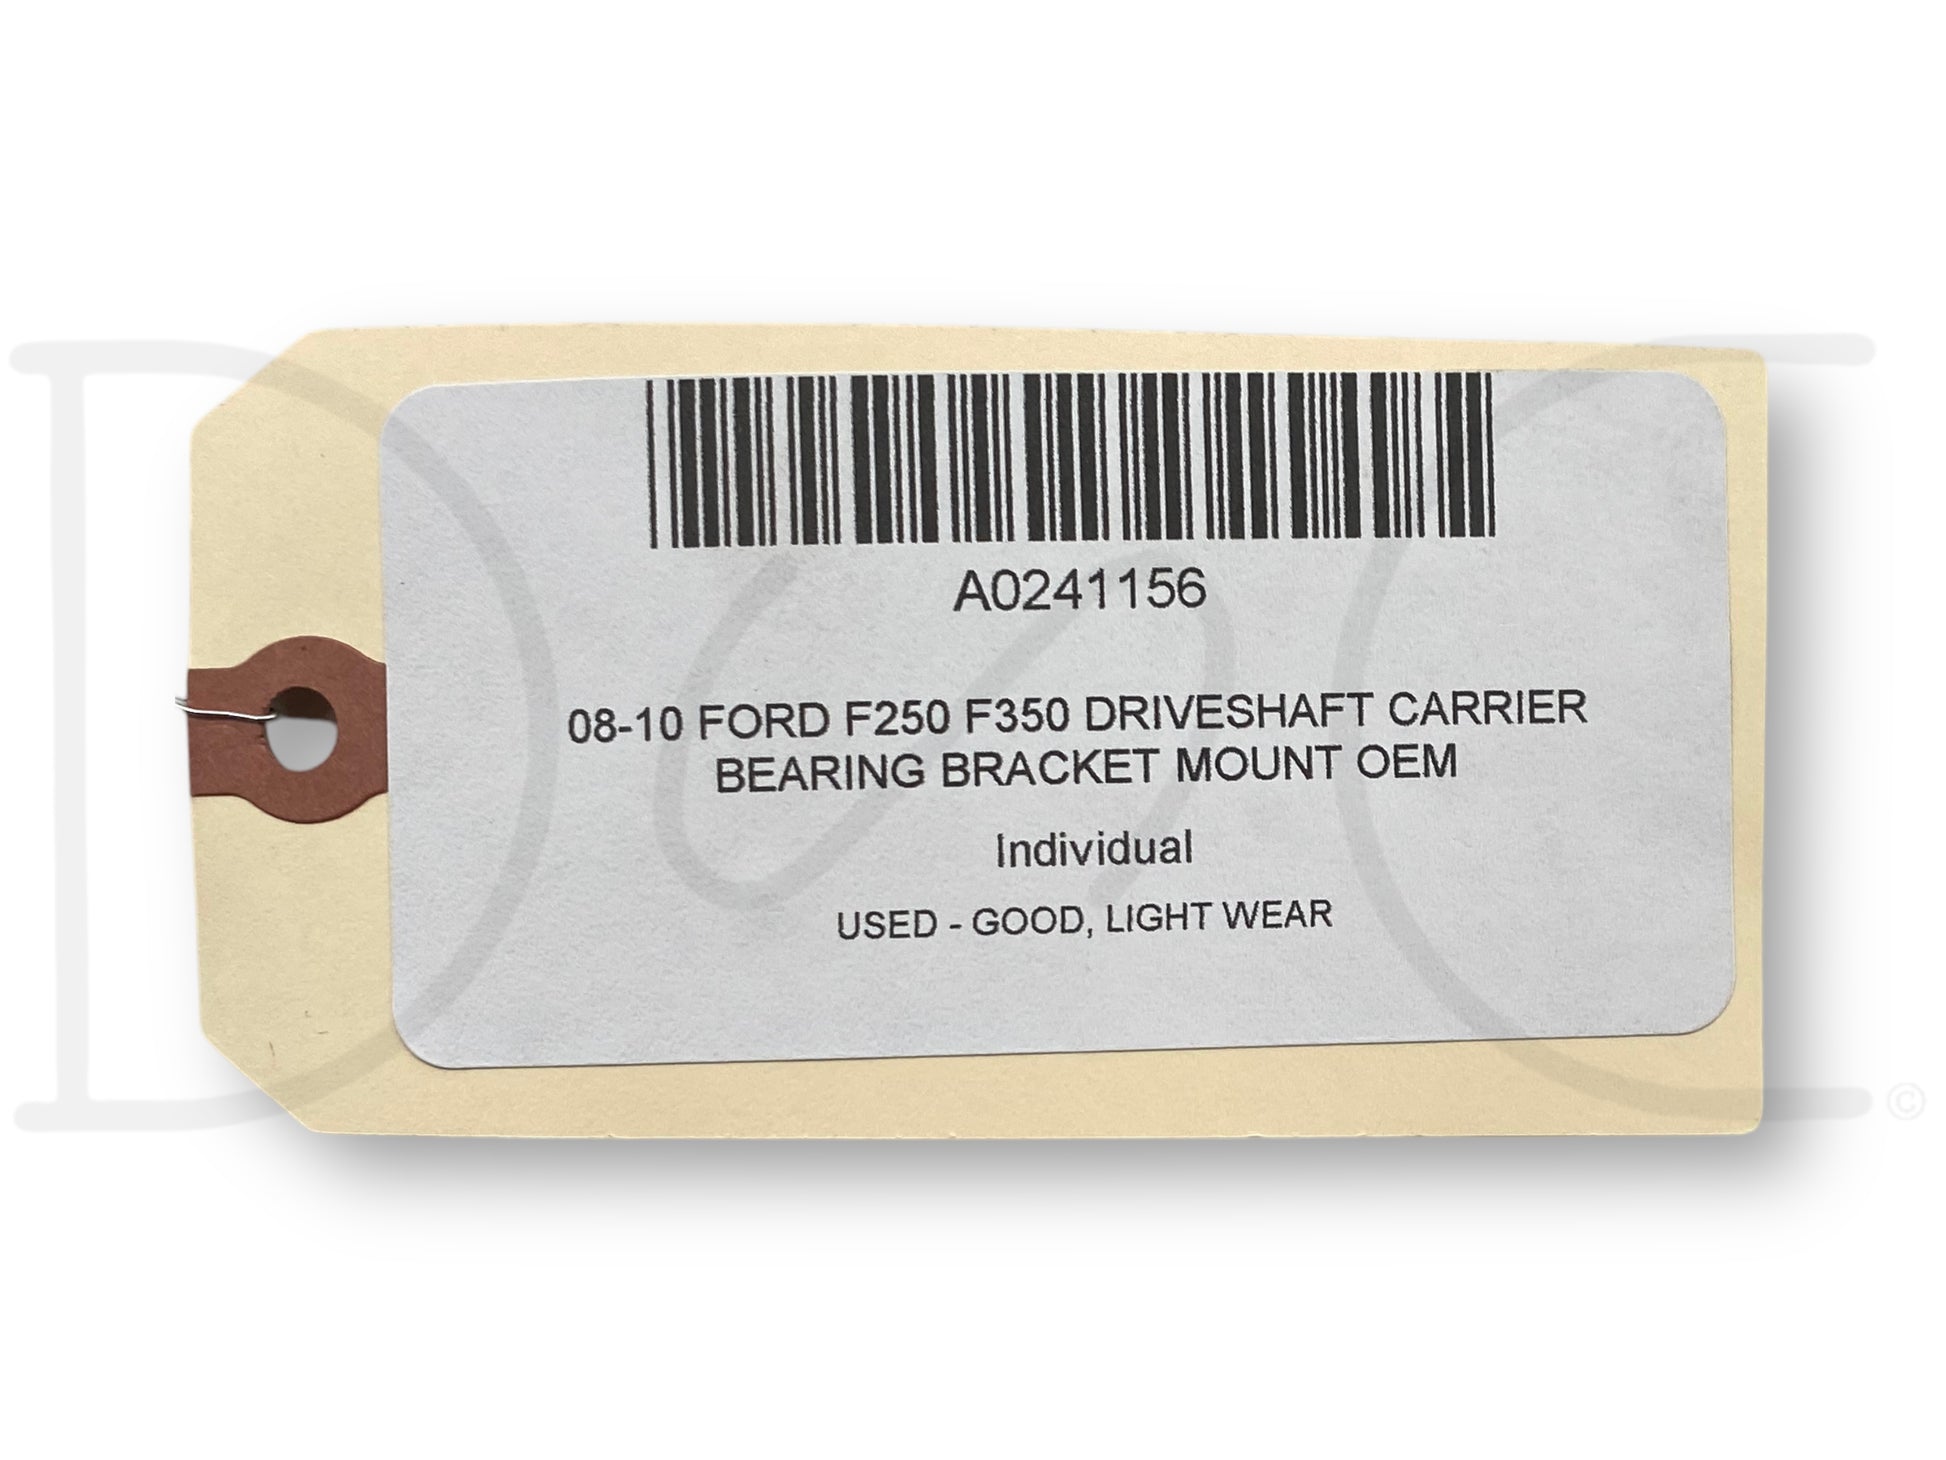 A0241156
08-10 FORD F250 F350 DRIVESHAFT CARRIER
BEARING BRACKET MOUNT OEM
Individual
USED - GOOD, LIGHT WEAR
©